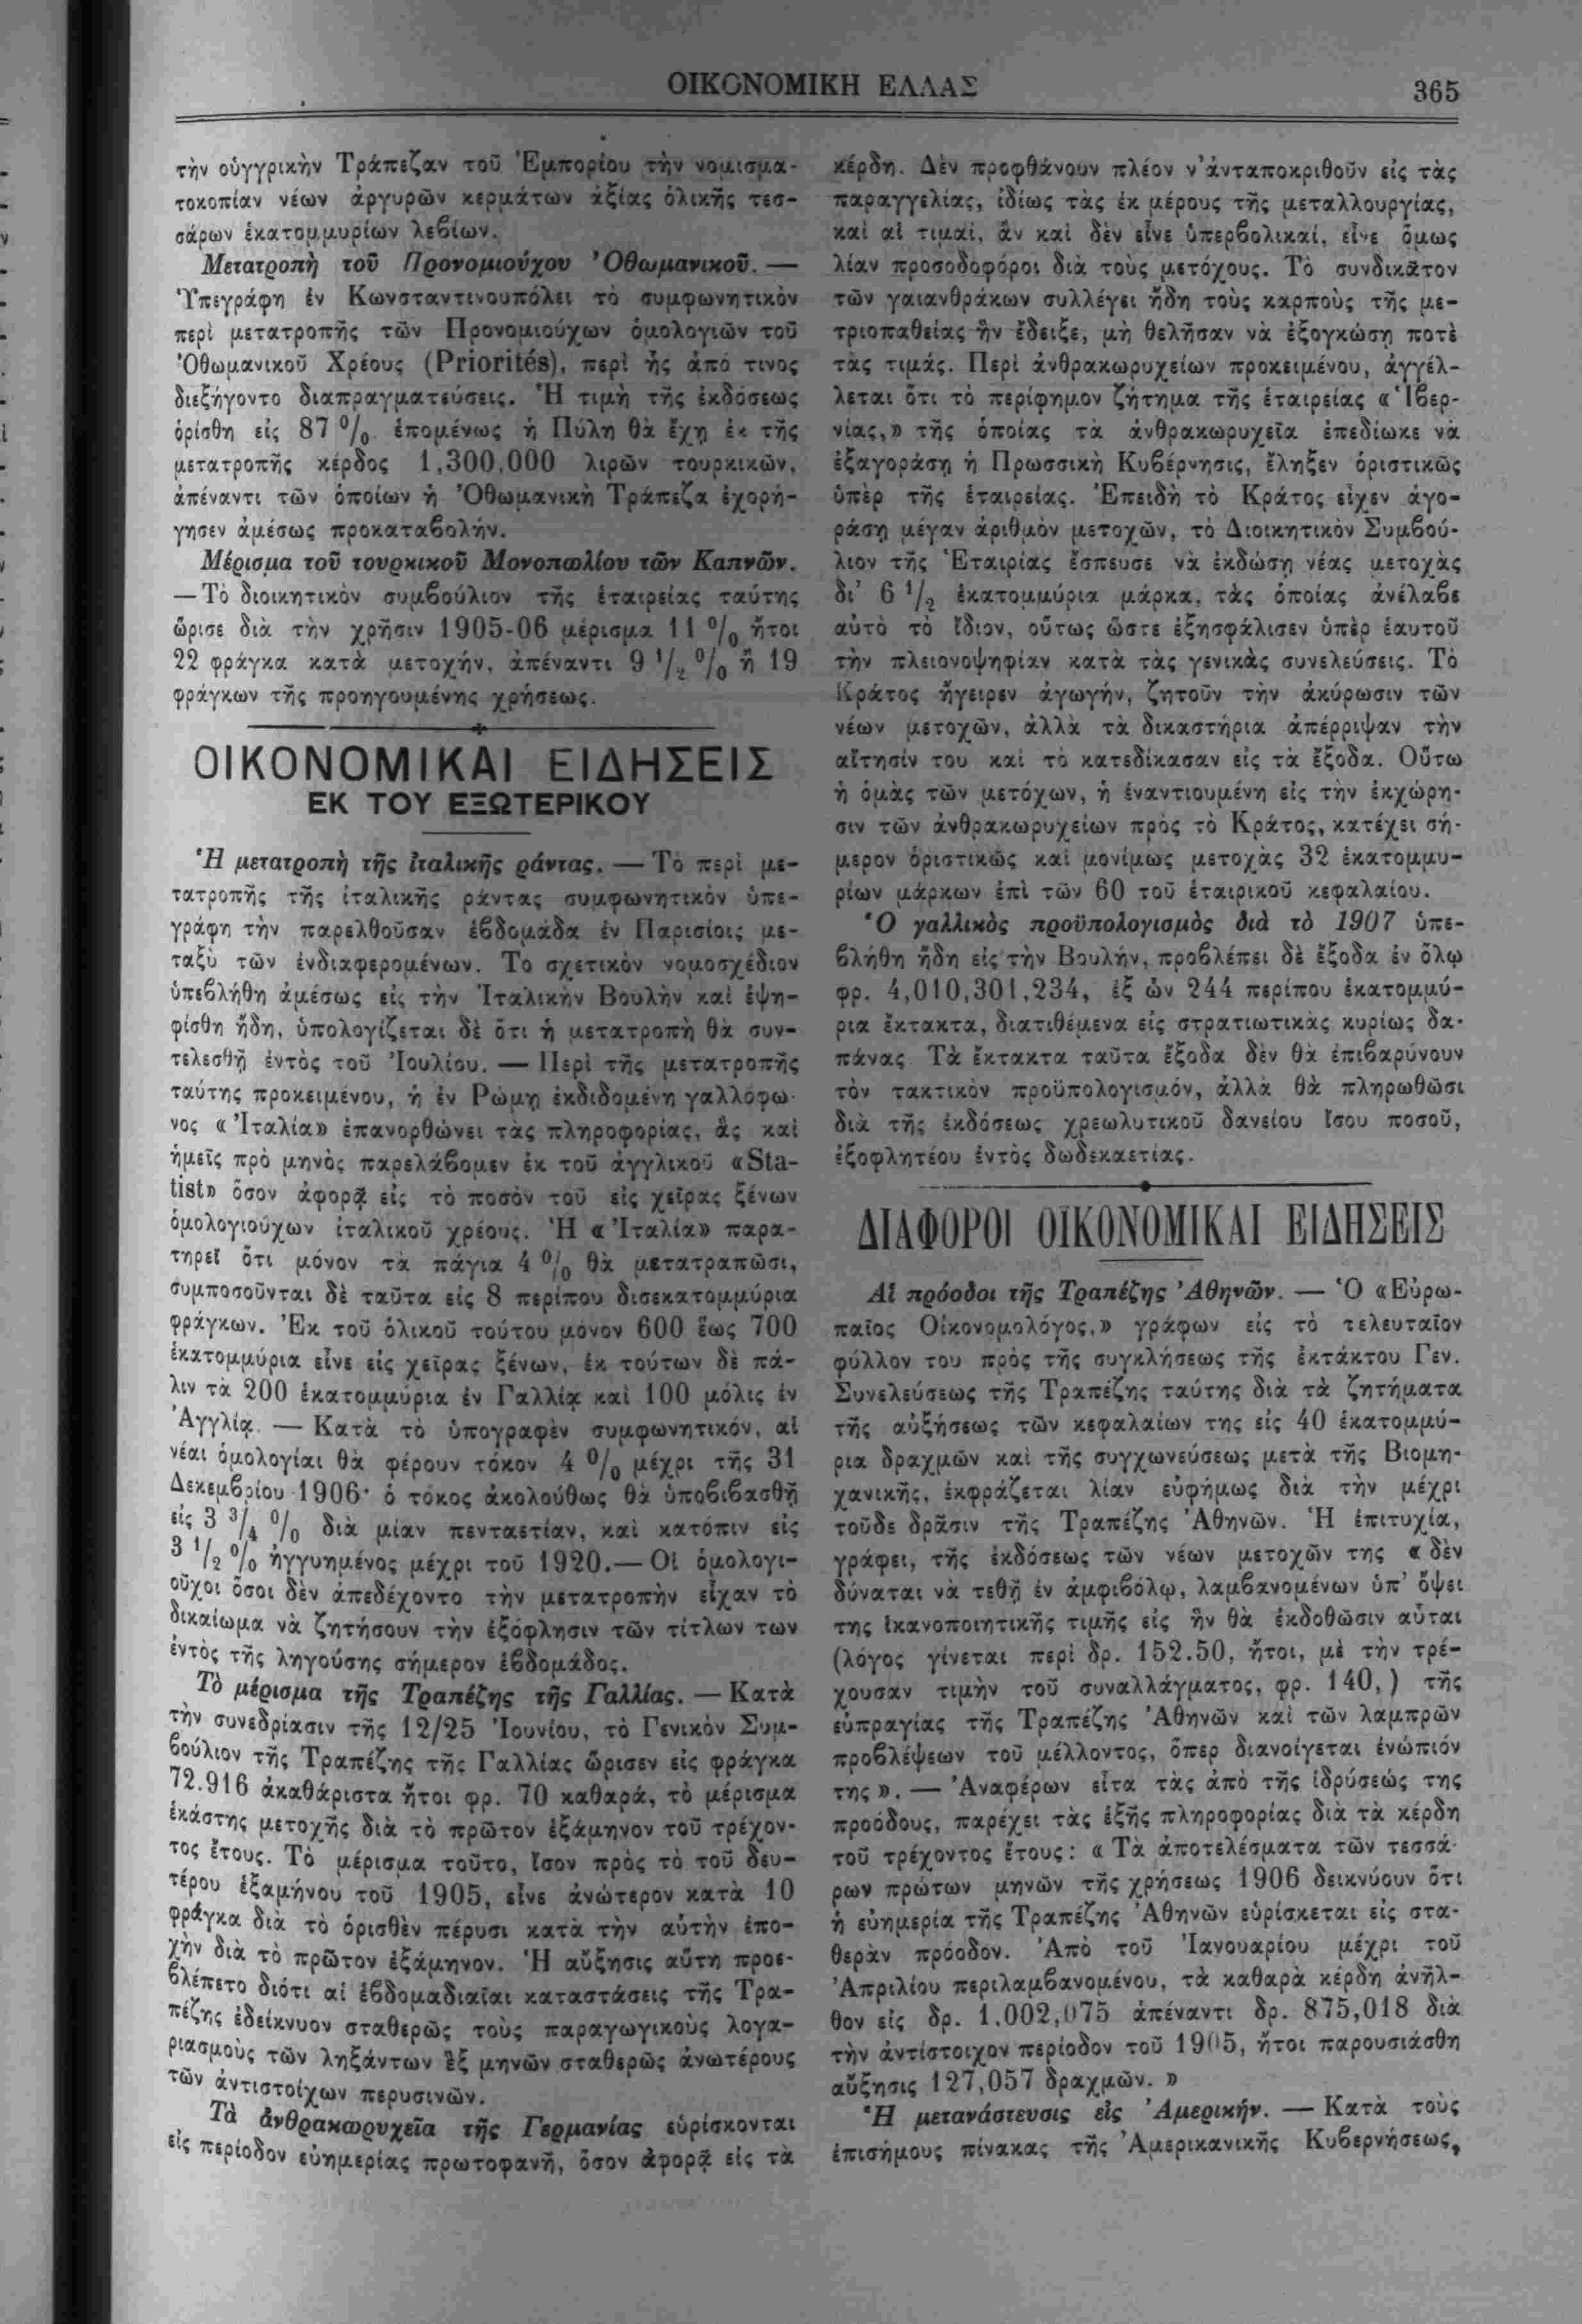 ΟΙΚΟΝΟΜΙΚΗ ΕΛΛΑΣ
365
τὴν οὑγγρικὴν Τράπεζαν τοῦ Ἐμπορίου τὴν νομισμα-
τοκοπίαν νέων ἀργυρῶν κερμάτων ἀξίας ὁλικῆς τεσ-
σάρων ἑκατομμυρίων λεβίων.
Μετατροπὴ τοῦ Προνομιούχου Ὀθωμανικοῦ. —
Ὑπεγράφη ἐν Κωνσταντινουπόλει τὸ συμφωνητικὸν
περὶ μετατροπῆς τῶν Προνομιούχων ὁμολογιῶν τοῦ
Ὀθωμανικοῦ Χρέους (Priorités), περὶ ἧς ἀπό τινος
διεξήγοντο διαπραγματεύσεις. Ἡ τιμὴ τῆς ἐκδόσεως
ὁρίσθη εἰς 87 % ἑπομένως ἡ Πύλη θὰ ἔχῃ ἐκ τῆς
μετατροπῆς κέρδος 1,300,000 λιρῶν τουρκικῶν,
ἀπέναντι τῶν ὁποίων ἡ Ὀθωμανικὴ Τράπεζα ἐχορή-
γησεν ἀμέσως προκαταβολήν.
Μέρισμα τοῦ τουρκικοῦ Μονοπωλίου τῶν Καπνῶν.
— Τὸ διοικητικὸν συμβούλιον τῆς ἑταιρείας ταύτης
ὥρισε διὰ τὴν χρῆσιν 1905-06 μέρισμα 11 % ἤτοι
22 φράγκα κατὰ μετοχήν, ἀπέναντι 9 1/2 % ἢ 19
φράγκων τῆς προηγουμένης χρήσεως.
ΟΙΚΟΝΟΜΙΚΑΙ ΕΙΔΗΣΕΙΣ
ΕΚ ΤΟΥ ΕΞΩΤΕΡΙΚΟΥ
Ἡ μετατροπὴ τῆς ἰταλικῆς ράντας. — Τὸ περὶ με-
τατροπῆς τῆς ἰταλικῆς ράντας συμφωνητικὸν ὑπε-
γράφη τὴν παρελθοῦσαν ἑβδομάδα ἐν Παρισίοις με-
ταξὺ τῶν ἐνδιαφερομένων. Το σχετικὸν νομοσχέδιον
ὑπεβλήθη ἀμέσως εἰς τὴν Ἰταλικὴν Βουλὴν καὶ ἐψη-
φίσθη ἤδη, ὑπολογίζεται δὲ ὅτι ἡ μετατροπὴ θὰ συν-
τελεσθῇ ἐντὸς τοῦ Ἰουλίου. — Περὶ τῆς μετατροπῆς
ταύτης προκειμένου, ἡ ἐν Ρώμῃ ἐκδιδομένη γαλλόφω-
νος «Ἰταλία» ἐπανορθώνει τὰς πληροφορίας, ἃς καὶ
ἡμεῖς πρὸ μηνὸς παρελάβομεν ἐκ τοῦ ἀγγλικοῦ «Sta-
tist» ὅσον ἀφορᾷ εἰς τὸ ποσὸν τοῦ εἰς χεῖρας ξένων
ὁμολογιούχων ἰταλικοῦ χρέους. Ἡ «Ἰταλία» παρα-
τηρεῖ ὅτι μόνον τὰ πάγια 4 % θὰ μετατραπῶσι,
συμποσοῦνται δὲ ταῦτα εἰς 8 περίπου δισεκατομμύρια
φράγκων. Ἐκ τοῦ ὁλικοῦ τούτου μόνον 600 ἕως 700
ἑκατομμύρια εἶνε εἰς χεῖρας ξένων, ἐκ τούτων δὲ πά-
λιν τὰ 200 ἑκατομμύρια ἐν Γαλλίᾳ καὶ 100 μόλις ἐν
Ἀγγλίᾳ. — Κατὰ τὸ ὑπογραφὲν συμφωνητικόν, αἱ
νέαι ὁμολογίαι θὰ φέρουν τόκον 4 % μέχρι τῆς 31
Δεκεμβρίου 1906· ὁ τόκος ἀκολούθως θὰ ὑποβιβασθῇ
εἰς 3 3/4 % διὰ μίαν πενταετίαν, καὶ κατόπιν εἰς
3 1/2 % ἠγγυημένος μέχρι τοῦ 1920.— Οἱ ὁμολογι-
οῦχοι ὅσοι δὲν ἀπεδέχοντο τὴν μετατροπὴν εἶχαν τὸ
δικαίωμα νὰ ζητήσουν τὴν ἐξόφλησιν τῶν τίτλων των
ἐντὸς τῆς ληγούσης σήμερον ἑβδομάδος.
Τὸ μέρισμα τῆς Τραπέζης τῆς Γαλλίας. — Κατὰ
τὴν συνεδρίασιν τῆς 12/25 Ἰουνίου, τὸ Γενικὸν Συμ-
βούλιον τῆς Τραπέζης τῆς Γαλλίας ὥρισεν εἰς φράγκα
72.916 ἀκαθάριστα ἤτοι φρ. 70 καθαρά, τὸ μέρισμα
ἑκάστης μετοχῆς διὰ τὸ πρῶτον ἑξάμηνον τοῦ τρέχον-
τος ἔτους. Τὸ μέρισμα τοῦτο, ἴσον πρὸς τὸ τοῦ δευ-
τέρου ἑξαμήνου τοῦ 1905, εἶνε ἀνώτερον κατὰ 10
φράγκα διὰ τὸ ὁρισθὲν πέρυσι κατὰ τὴν αὐτὴν ἐπο-
χὴν διὰ τὸ πρῶτον ἑξάμηνον. Ἡ αὔξησις αὕτη προε-
βλέπετο διότι αἱ ἑβδομαδιαῖαι καταστάσεις τῆς Τρα-
πέζης ἐδείκνυον σταθερῶς τοὺς παραγωγικοὺς λογα-
ριασμοὺς τῶν ληξάντων ἓξ μηνῶν σταθερῶς ἀνωτέρους
τῶν ἀντιστοίχων περυσινῶν.
Τὰ ἀνθρακωρυχεῖα τῆς Γερμανίας εὑρίσκονται
εἰς περίοδον εὐημερίας πρωτοφανῆ, ὅσον ἀφορᾷ εἰς τὰ
κέρδη. Δὲν προφθάνουν πλέον ν' ἀνταποκριθοῦν εἰς τὰς
παραγγελίας, ἰδίως τὰς ἐκ μέρους τῆς μεταλλουργίας,
καὶ αἱ τιμαί, ἂν καὶ δὲν εἶνε ὑπερβολικαί, εἶνε ὅμως
λίαν προσοδοφόροι διὰ τοὺς μετόχους. Τὸ συνδικᾶτον
τῶν γαιανθράκων συλλέγει ἤδη τοὺς καρποὺς τῆς με-
τριοπαθείας ἣν ἔδειξε, μὴ θελῆσαν νὰ ἐξογκώσῃ ποτὲ
τὰς τιμάς. Περὶ ἀνθρακωρυχείων προκειμένου, ἀγγέλ-
λεται ὅτι τὸ περίφημον ζήτημα τῆς ἑταιρείας «Ἱβερ-
νίας,» τῆς ὁποίας τὰ ἀνθρακωρυχεῖα ἐπεδίωκε νὰ
ἐξαγοράσῃ ἡ Πρωσσικὴ Κυβέρνησις, ἔληξεν ὁριστικῶς
ὑπὲρ τῆς ἑταιρείας. Ἐπειδὴ τὸ Κράτος εἶχεν ἀγο-
ράσῃ μέγαν ἀριθμὸν μετοχῶν, τὸ Διοικητικὸν Συμβού-
λιον τῆς Ἑταιρίας ἔσπευσε νὰ ἐκδώσῃ νέας μετοχὰς
δι' 6 1/2 ἑκατομμύρια μάρκα, τὰς ὁποίας ἀνέλαβε
αὐτὸ τὸ ἴδιον, οὕτως ὥστε ἐξησφάλισεν ὑπὲρ ἑαυτοῦ
τὴν πλειονοψηφίαν κατὰ τὰς γενικὰς συνελεύσεις. Τὸ
Κράτος ἤγειρεν ἀγωγήν, ζητοῦν τὴν ἀκύρωσιν τῶν
νέων μετοχῶν, ἀλλὰ τὰ δικαστήρια ἀπέρριψαν τὴν
αἴτησίν του καὶ τὸ κατεδίκασαν εἰς τὰ ἔξοδα. Οὕτω
ἡ ὁμὰς τῶν μετόχων, ἡ ἐναντιουμένη εἰς τὴν ἐκχώρη-
σιν τῶν ἀνθρακωρυχείων πρὸς τὸ Κράτος, κατέχει σή-
μερον ὁριστικῶς καὶ μονίμως μετοχὰς 32 ἑκατομμυ-
ρίων μάρκων ἐπὶ τῶν 60 τοῦ ἑταιρικοῦ κεφαλαίου.
Ὁ γαλλικὸς προϋπολογισμὸς διὰ τὸ 1907 ὑπε-
βλήθη ἤδη εἰς τὴν Βουλήν, προβλέπει δὲ ἔξοδα ἐν ὅλῳ
φρ. 4,010,301,234, ἐξ ὧν 244 περίπου ἑκατομμύ-
ρια ἔκτακτα, διατιθέμενα εἰς στρατιωτικὰς κυρίως δα-
πάνας. Τὰ ἔκτακτα ταῦτα ἔξοδα δὲν θὰ ἐπιβαρύνουν
τὸν τακτικὸν προϋπολογισμόν, ἀλλὰ θὰ πληρωθῶσι
διὰ τῆς ἐκδόσεως χρεωλυτικοῦ δανείου ἴσου ποσοῦ,
ἐξοφλητέου ἐντὸς δωδεκαετίας.
ΔΙΑΦΟΡΟΙ ΟΙΚΟΝΟΜΙΚΑΙ ΕΙΔΗΣΕΙΣ
Αἱ πρόοδοι τῆς Τραπέζης Ἀθηνῶν. — Ὁ «Εὐρω-
παῖος Οἰκονομολόγος,» γράφων εἰς τὸ τελευταῖον
φύλλον του πρὸς τῆς συγκλήσεως τῆς ἐκτάκτου Γεν.
Συνελεύσεως τῆς Τραπέζης ταύτης διὰ τὰ ζητήματα
τῆς αὐξήσεως τῶν κεφαλαίων της εἰς 40 ἑκατομμύ-
ρια δραχμῶν καὶ τῆς συγχωνεύσεως μετὰ τῆς Βιομη-
χανικῆς, ἐκφράζεται λίαν εὐφήμως διὰ τὴν μέχρι
τοῦδε δρᾶσιν τῆς Τραπέζης Ἀθηνῶν. Ἡ ἐπιτυχία,
γράφει, τῆς ἐκδόσεως τῶν νέων μετοχῶν της «δὲν
δύναται νὰ τεθῇ ἐν ἀμφιβόλῳ, λαμβανομένων ὑπ' ὄψει
της ἱκανοποιητικῆς τιμῆς εἰς ἣν θὰ ἐκδοθῶσιν αὗται
(λόγος γίνεται περὶ δρ. 152.50, ἤτοι, μὲ τὴν τρέ-
χουσαν τιμὴν τοῦ συναλλάγματος, φρ. 140,) τῆς
εὐπραγίας τῆς Τραπέζης Ἀθηνῶν καὶ τῶν λαμπρῶν
προβλέψεων τοῦ μέλλοντος, ὅπερ διανοίγεται ἐνώπιόν
της». — Ἀναφέρων εἶτα τὰς ἀπὸ τῆς ἱδρύσεώς της
προόδους, παρέχει τὰς ἑξῆς πληροφορίας διὰ τὰ κέρδη
τοῦ τρέχοντος ἔτους: «Τὰ ἀποτελέσματα τῶν τεσσά-
ρων πρώτων μηνῶν τῆς χρήσεως 1906 δεικνύουν ὅτι
ἡ εὐημερία τῆς Τραπέζης Ἀθηνῶν εὑρίσκεται εἰς στα-
θερὰν πρόοδον. Ἀπὸ τοῦ Ἰανουαρίου μέχρι τοῦ
Ἀπριλίου περιλαμβανομένου, τὰ καθαρὰ κέρδη ἀνῆλ-
θον εἰς δρ. 1,002,075 ἀπέναντι δρ. 875,018 διὰ
τὴν ἀντίστοιχον περίοδον τοῦ 1905, ἤτοι παρουσιάσθη
αὔξησις 127,057 δραχμῶν.»
Ἡ μετανάστευσις εἰς Ἀμερικήν. — Κατὰ τοὺς
ἐπισήμους πίνακας τῆς Ἀμερικανικῆς Κυβερνήσεως,